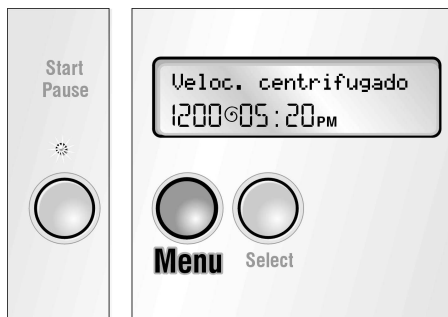 Start
Pause
Veloc. centrifugado
1200 05:20PM
Menu
Select